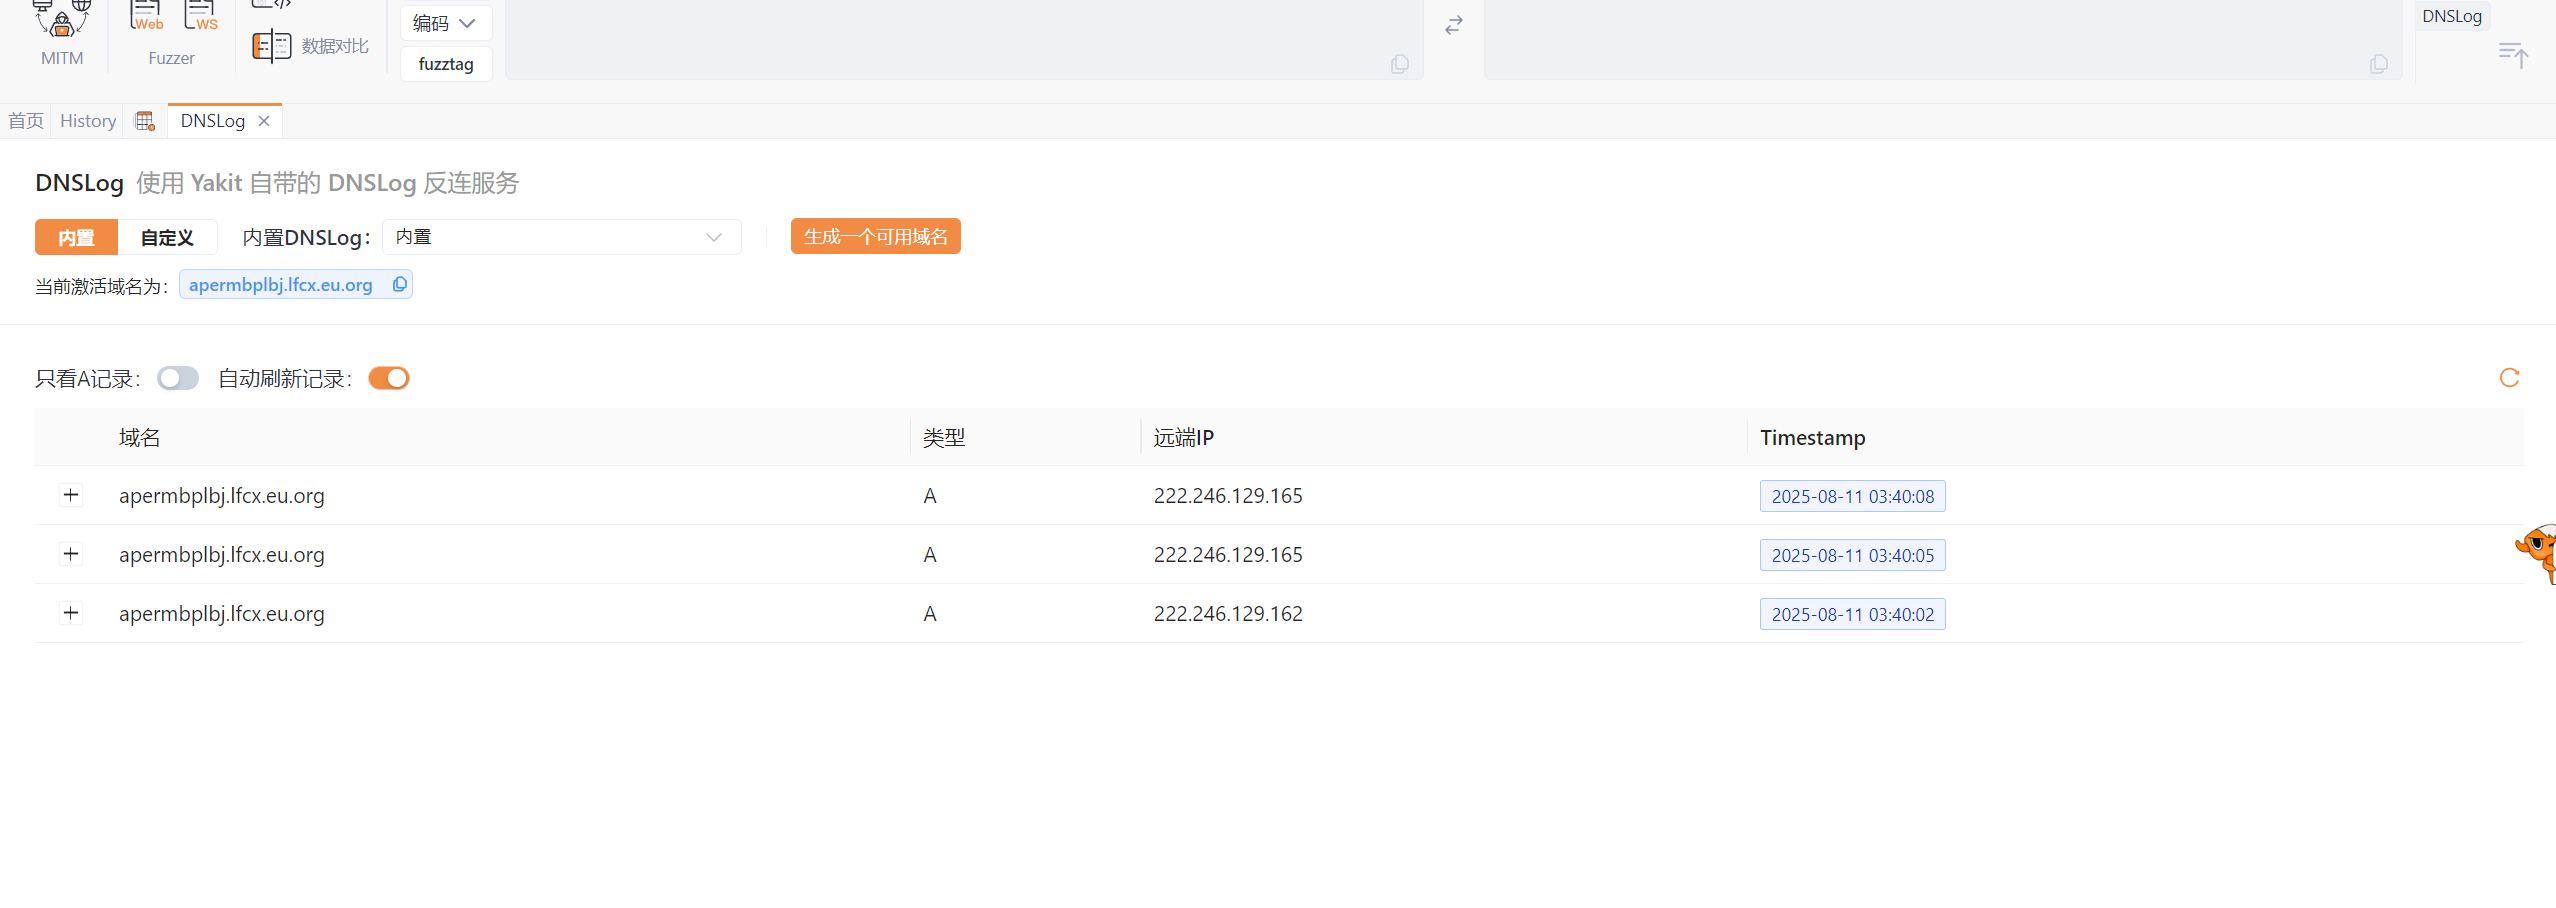 编码
DNSLog
Web
WS
数据对比
MITM
Fuzzer
fuzztag
首页 History DNSLog
DNSLog 使用 Yakit 自带的 DNSLog 反连服务
内置 自定义 内置DNSLog： 内置 生成一个可用域名
当前激活域名为： apermbplbj.lfcx.eu.org
只看A记录： 自动刷新记录：
域名 类型 远端IP Timestamp
apermbplbj.lfcx.eu.org A 222.246.129.165 2025-08-11 03:40:08
apermbplbj.lfcx.eu.org A 222.246.129.165 2025-08-11 03:40:05
apermbplbj.lfcx.eu.org A 222.246.129.162 2025-08-11 03:40:02